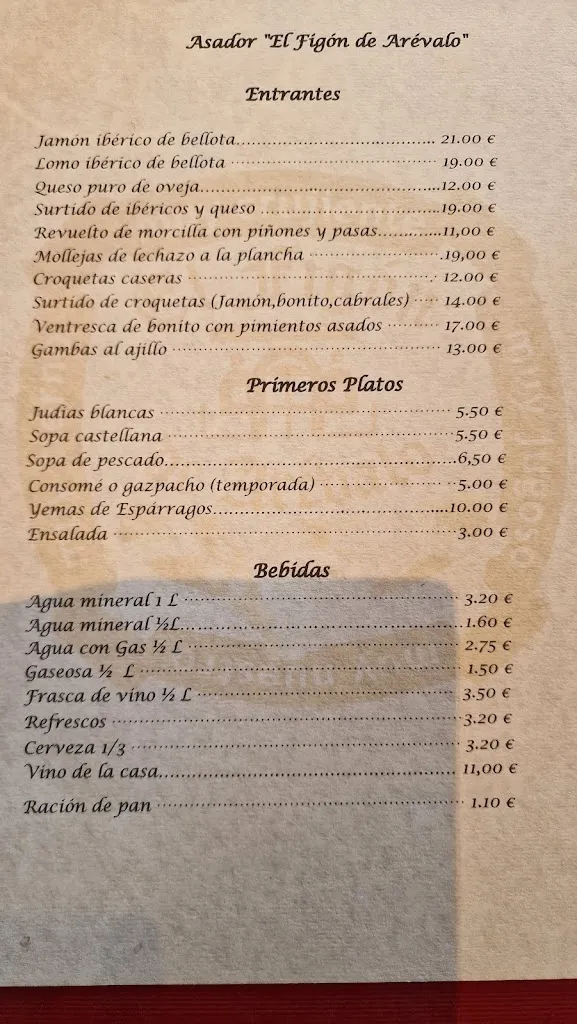 Asador "El Figón de Arévalo"
Entrantes
Jamón ibérico de bellota.......................................... 21.00 €
Lomo ibérico de bellota .......................................... 19.00 €
Queso puro de oveja.............................................12.00 €
Surtido de ibéricos y queso ....................................19.00 €
Revuelto de morcilla con piñones y pasas............11,00 €
Mollejas de lechazo a la plancha ..........................19,00 €
Croquetas caseras ............................................. 12.00 €
Surtido de croquetas (Jamón,bonito,cabrales) ..... 14.00 €
Ventresca de bonito con pimientos asados .......... 17.00 €
Gambas al ajillo ................................................ 13.00 €
Primeros Platos
Judías blancas .................................................. 5.50 €
Sopa castellana ................................................. 5.50 €
Sopa de pescado..................................................6,50 €
Consomé o gazpacho (temporada) ........................5.00 €
Yemas de Espárragos.........................................10.00 €
Ensalada ..........................................................3.00 €
Bebidas
Agua mineral 1 L ............................................... 3.20 €
Agua mineral ½L................................................1.60 €
Agua con Gas ½ L .............................................. 2.75 €
Gaseosa ½ L .....................................................1.50 €
Frasca de vino ½ L ............................................. 3.50 €
Refrescos ..........................................................3.20 €
Cerveza 1/3 ...................................................... 3.20 €
Vino de la casa.................................................. 11,00 €
Ración de pan ................................................... 1.10 €